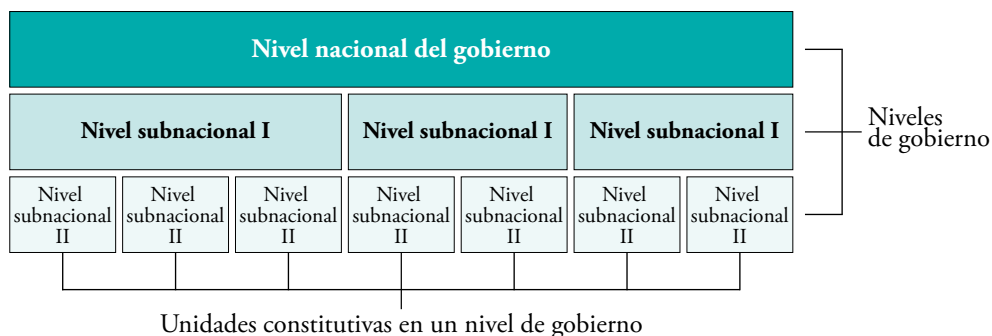 Nivel nacional del gobierno
Nivel subnacional I
Nivel subnacional I
Nivel subnacional I
Niveles
de gobierno
Nivel
subnacional
II
Nivel
subnacional
II
Nivel
subnacional
II
Nivel
subnacional
II
Nivel
subnacional
II
Nivel
subnacional
II
Nivel
subnacional
II
Unidades constitutivas en un nivel de gobierno